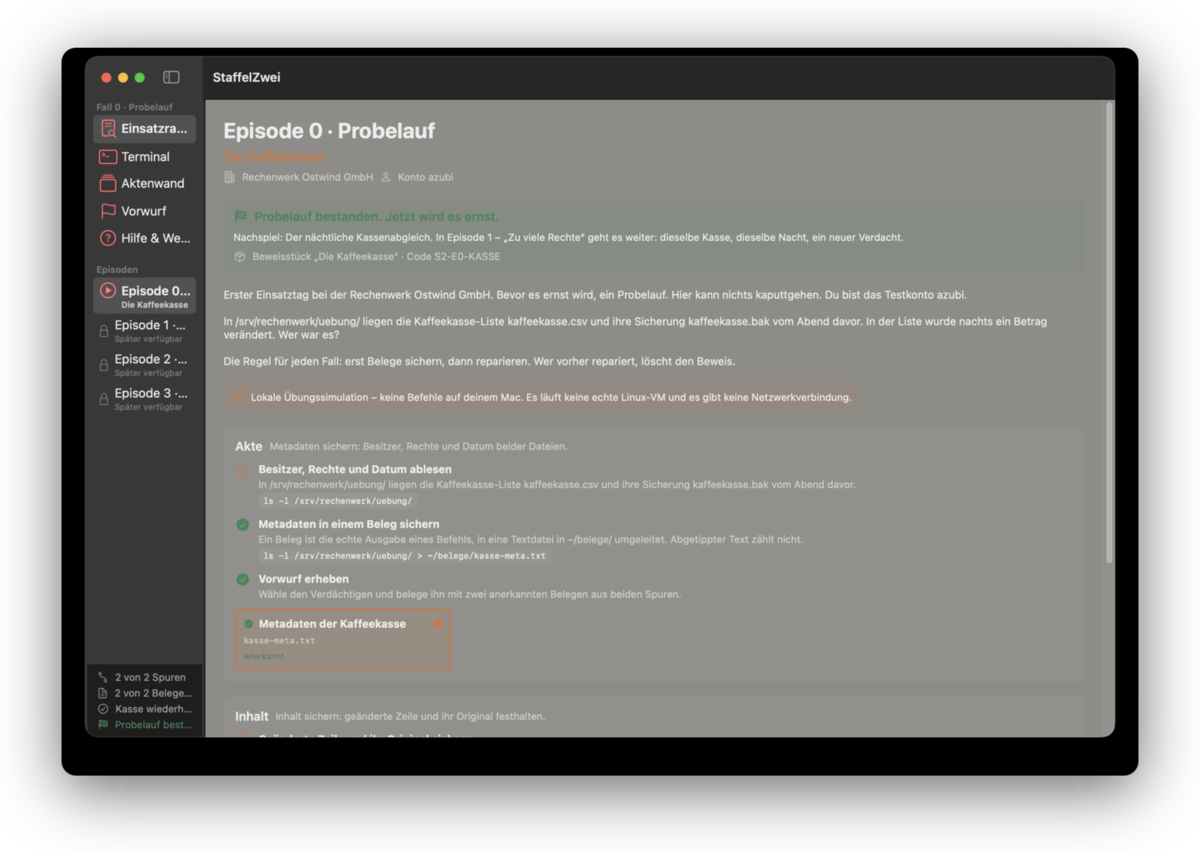 StaffelZwei
Fall 0 · Probelauf
Einsatzra...
Terminal
Aktenwand
Vorwurf
Hilfe & We...
Episoden
Episode 0...
Die Kaffeekasse
Episode 1 ·...
Später verfügbar
Episode 2 ·...
Später verfügbar
Episode 3 ·...
Später verfügbar
2 von 2 Spuren
2 von 2 Belege...
Kasse wiederh...
Probelauf best...
Episode 0 · Probelauf
Die Kaffeekasse
Rechenwerk Ostwind GmbH Konto azubi
Probelauf bestanden. Jetzt wird es ernst.
Nachspiel: Der nächtliche Kassenabgleich. In Episode 1 – „Zu viele Rechte“ geht es weiter: dieselbe Kasse, dieselbe Nacht, ein neuer Verdacht.
Beweisstück „Die Kaffeekasse“ · Code S2-E0-KASSE
Erster Einsatztag bei der Rechenwerk Ostwind GmbH. Bevor es ernst wird, ein Probelauf. Hier kann nichts kaputtgehen. Du bist das Testkonto azubi.
In /srv/rechenwerk/uebung/ liegen die Kaffeekasse-Liste kaffeekasse.csv und ihre Sicherung kaffeekasse.bak vom Abend davor. In der Liste wurde nachts ein Betrag
verändert. Wer war es?
Die Regel für jeden Fall: erst Belege sichern, dann reparieren. Wer vorher repariert, löscht den Beweis.
Lokale Übungssimulation – keine Befehle auf deinem Mac. Es läuft keine echte Linux-VM und es gibt keine Netzwerkverbindung.
Akte Metadaten sichern: Besitzer, Rechte und Datum beider Dateien.
Besitzer, Rechte und Datum ablesen
In /srv/rechenwerk/uebung/ liegen die Kaffeekasse-Liste kaffeekasse.csv und ihre Sicherung kaffeekasse.bak vom Abend davor.
ls -l /srv/rechenwerk/uebung/
Metadaten in einem Beleg sichern
Ein Beleg ist die echte Ausgabe eines Befehls, in eine Textdatei in ~/belege/ umgeleitet. Abgetippter Text zählt nicht.
ls -l /srv/rechenwerk/uebung/ > ~/belege/kasse-meta.txt
Vorwurf erheben
Wähle den Verdächtigen und belege ihn mit zwei anerkannten Belegen aus beiden Spuren.
Metadaten der Kaffeekasse
kasse-meta.txt
Anerkannt
Inhalt Inhalt sichern: geänderte Zeile und ihr Original festhalten.